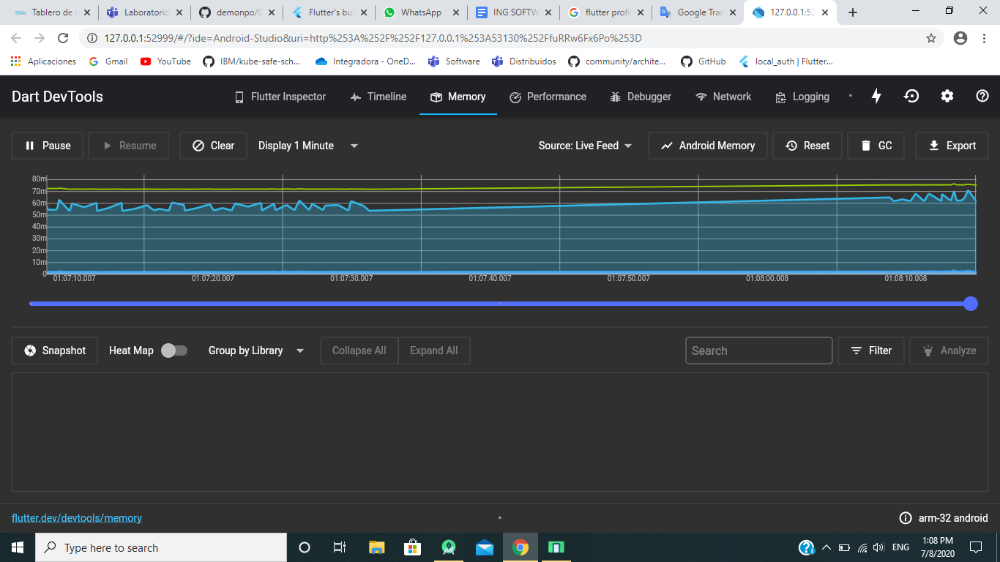 Tablero de u
Laboratorio
demonpo/C
Flutter's bui
WhatsApp
ING SOFTW
flutter profi
Google Trac
127.0.0.1:52
127.0.0.1:52999/#/?ide=Android-Studio&uri=http%253A%252F%252F127.0.0.1%253A53130%252FfuRRw6Fx6Po%253D
Aplicaciones
Gmail
YouTube
IBM/kube-safe-sch...
Integradora - OneD...
Software
Distribuidos
community/archite...
GitHub
local_auth | Flutter...
Dart DevTools
Flutter Inspector
Timeline
Memory
Performance
Debugger
Network
Logging
Pause
Resume
Clear
Display 1 Minute
Source: Live Feed
Android Memory
Reset
GC
Export
80m
70m
60m
50m
40m
30m
20m
10m
0
01:07:10.007
01:07:20.007
01:07:30.007
01:07:40.007
01:07:50.007
01:08:00.008
01:08:10.008
Snapshot
Heat Map
Group by Library
Collapse All
Expand All
Search
Filter
Analyze
flutter.dev/devtools/memory
arm-32 android
Type here to search
ENG
1:08 PM
7/8/2020